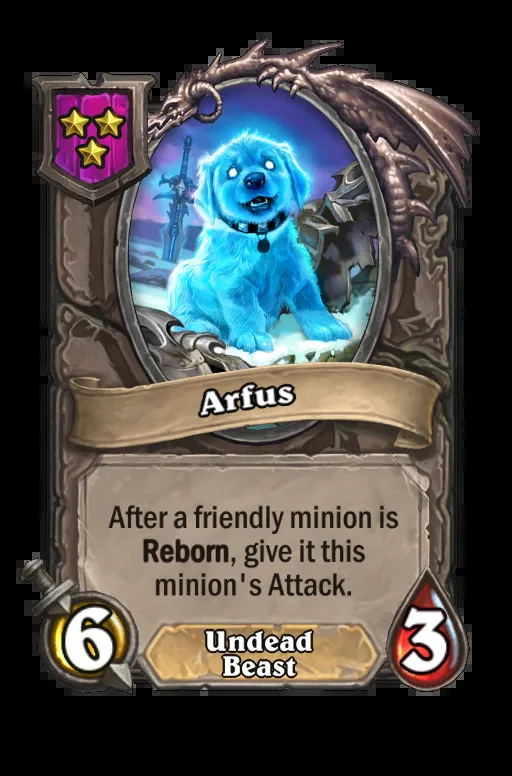 Arfus
After a friendly minion is
Reborn, give it this
minion's Attack.
6
Undead
Beast
3